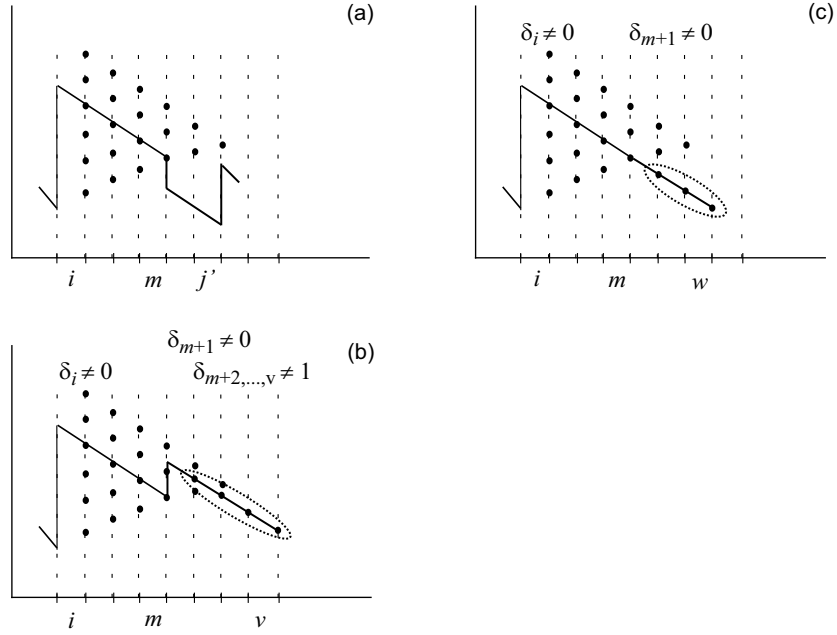 (a)
i m j'
(c)
δi ≠ 0 δm+1 ≠ 0
i m w
(b)
δm+1 ≠ 0
δi ≠ 0 δm+2,...,v ≠ 1
i m v